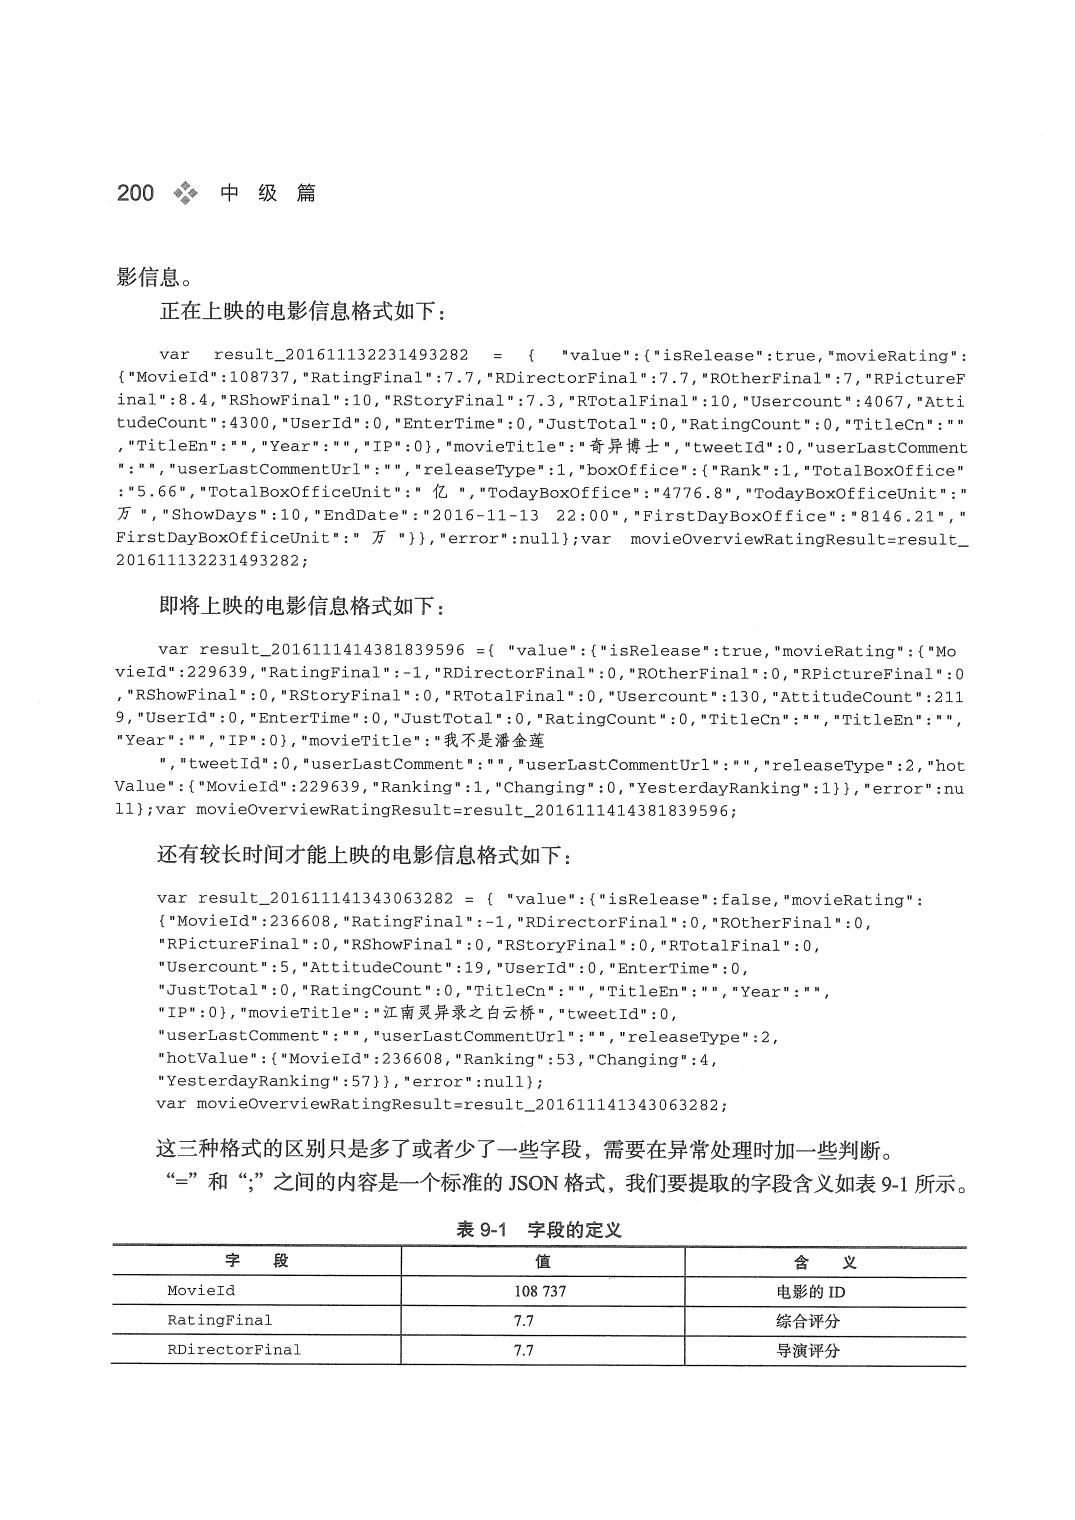 200 中 级 篇
影信息。
正在上映的电影信息格式如下：
var result_201611132231493282 = { "value":{"isRelease":true,"movieRating":
{"MovieId":108737,"RatingFinal":7.7,"RDirectorFinal":7.7,"ROtherFinal":7,"RPictureF
inal":8.4,"RShowFinal":10,"RStoryFinal":7.3,"RTotalFinal":10,"Usercount":4067,"Atti
tudeCount":4300,"UserId":0,"EnterTime":0,"JustTotal":0,"RatingCount":0,"TitleCn":""
,"TitleEn":"","Year":"","IP":0},"movieTitle":"奇异博士","tweetId":0,"userLastComment
":"","userLastCommentUrl":"","releaseType":1,"boxOffice":{"Rank":1,"TotalBoxOffice"
:"5.66","TotalBoxOfficeUnit":" 亿 ","TodayBoxOffice":"4776.8","TodayBoxOfficeUnit":"
万 ","ShowDays":10,"EndDate":"2016-11-13 22:00","FirstDayBoxOffice":"8146.21","
FirstDayBoxOfficeUnit":" 万 "}},"error":null};var movieOverviewRatingResult=result_
201611132231493282;
即将上映的电影信息格式如下：
var result_2016111414381839596 ={ "value":{"isRelease":true,"movieRating":{"Mo
vieId":229639,"RatingFinal":-1,"RDirectorFinal":0,"ROtherFinal":0,"RPictureFinal":0
,"RShowFinal":0,"RStoryFinal":0,"RTotalFinal":0,"Usercount":130,"AttitudeCount":211
9,"UserId":0,"EnterTime":0,"JustTotal":0,"RatingCount":0,"TitleCn":"","TitleEn":"",
"Year":"","IP":0},"movieTitle":"我不是潘金莲
","tweetId":0,"userLastComment":"","userLastCommentUrl":"","releaseType":2,"hot
Value":{"MovieId":229639,"Ranking":1,"Changing":0,"YesterdayRanking":1}},"error":nu
ll};var movieOverviewRatingResult=result_2016111414381839596;
还有较长时间才能上映的电影信息格式如下：
var result_201611141343063282 = { "value":{"isRelease":false,"movieRating":
{"MovieId":236608,"RatingFinal":-1,"RDirectorFinal":0,"ROtherFinal":0,
"RPictureFinal":0,"RShowFinal":0,"RStoryFinal":0,"RTotalFinal":0,
"Usercount":5,"AttitudeCount":19,"UserId":0,"EnterTime":0,
"JustTotal":0,"RatingCount":0,"TitleCn":"","TitleEn":"","Year":"",
"IP":0},"movieTitle":"江南灵异录之白云桥","tweetId":0,
"userLastComment":"","userLastCommentUrl":"","releaseType":2,
"hotValue":{"MovieId":236608,"Ranking":53,"Changing":4,
"YesterdayRanking":57}},"error":null};
var movieOverviewRatingResult=result_201611141343063282;
这三种格式的区别只是多了或者少了一些字段，需要在异常处理时加一些判断。
“=”和“;”之间的内容是一个标准的 JSON 格式，我们要提取的字段含义如表 9-1 所示。
表 9-1 字段的定义
字 段 值 含 义
MovieId 108 737 电影的 ID
RatingFinal 7.7 综合评分
RDirectorFinal 7.7 导演评分